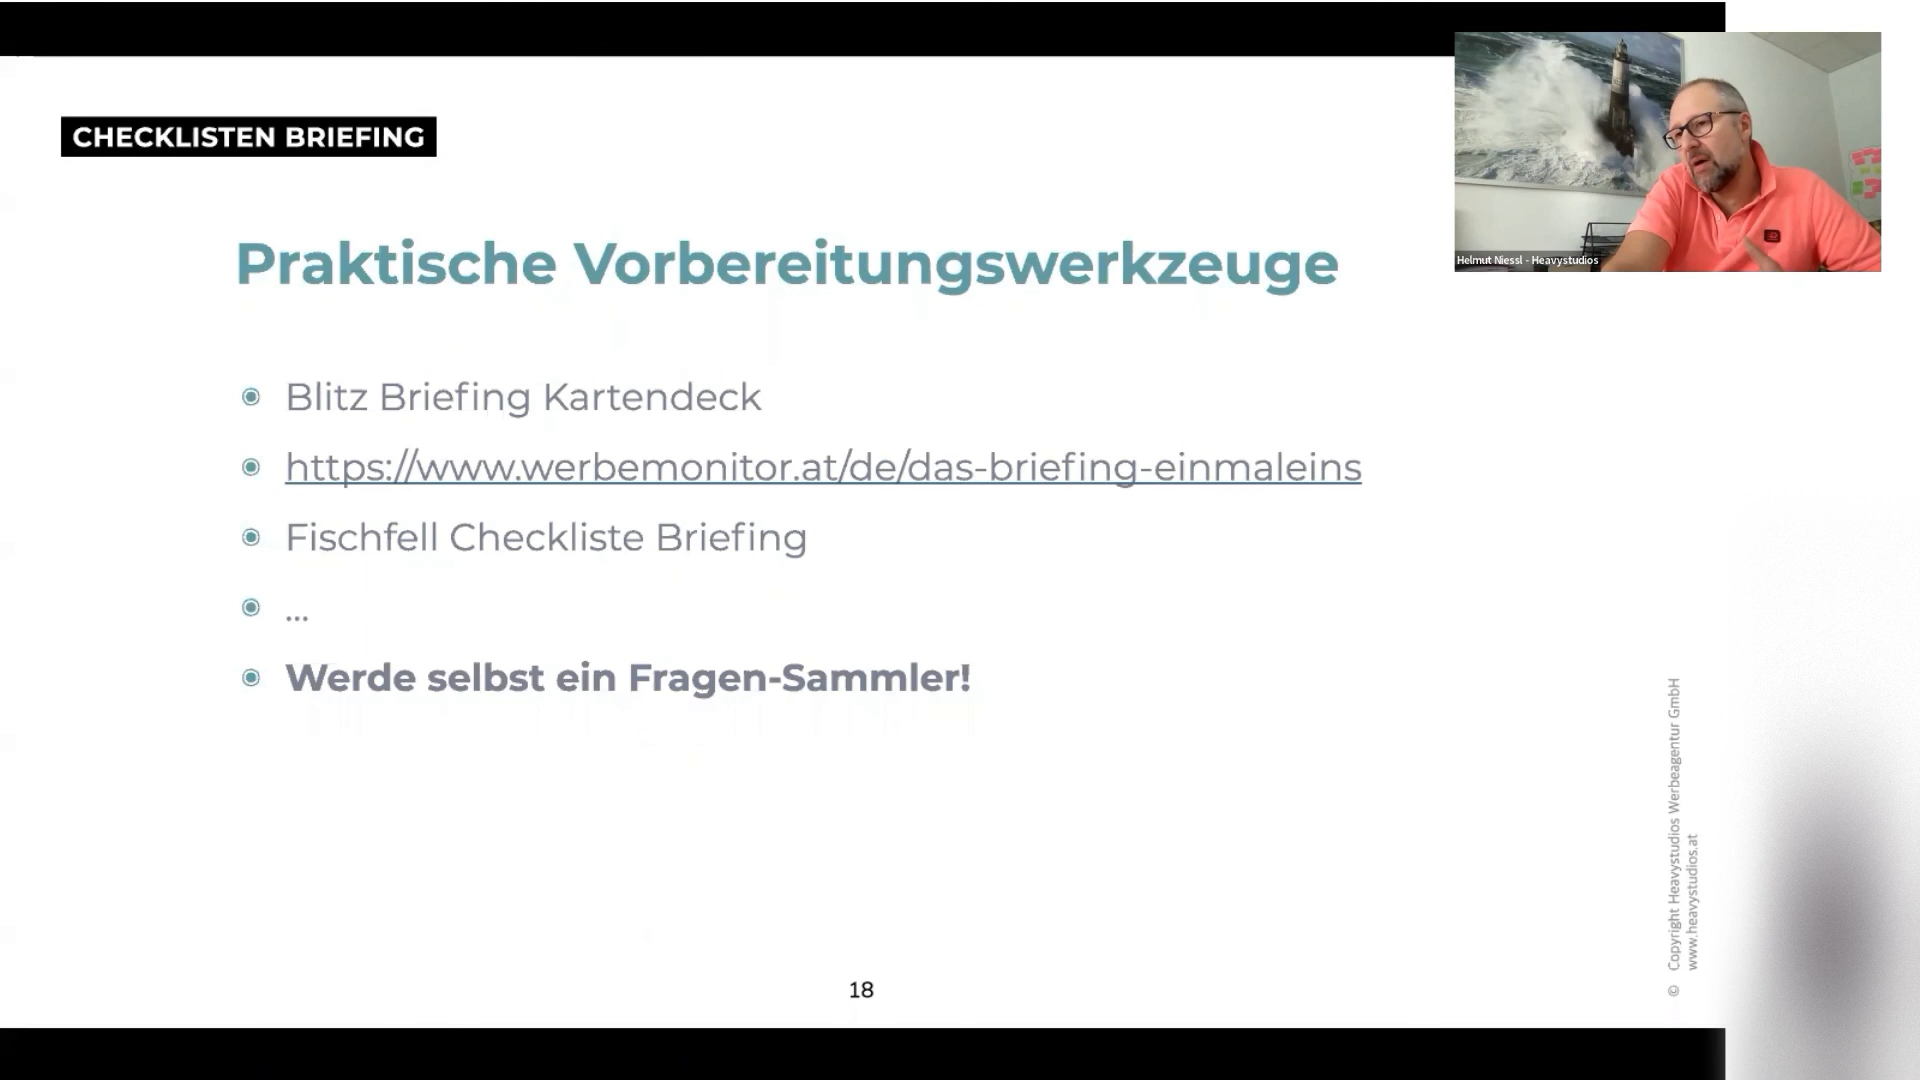 CHECKLISTEN BRIEFING
Helmut Niessl - Heavystudios
Praktische Vorbereitungswerkzeuge
Blitz Briefing Kartendeck
https://www.werbemonitor.at/de/das-briefing-einmaleins
Fischfell Checkliste Briefing
...
Werde selbst ein Fragen-Sammler!
© Copyright Heavystudios Werbeagentur GmbH
www.heavystudios.at
18